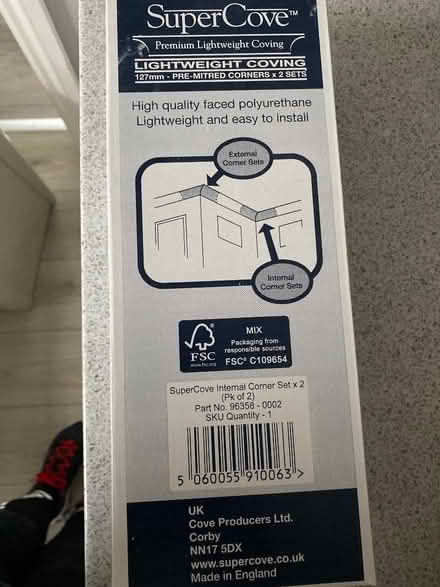 SuperCove™
Premium Lightweight Coving
LIGHTWEIGHT COVING
127mm - PRE-MITRED CORNERS x 2 SETS
High quality faced polyurethane
Lightweight and easy to install
External
Corner Sets
Internal
Corner Sets
FSC
www.fsc.org
MIX
Packaging from
responsible sources
FSC® C109654
SuperCove Internal Corner Set x 2
(Pk of 2)
Part No. 96358 - 0002
SKU Quantity - 1
5 060055 910063 >
UK
Cove Producers Ltd.
Corby
NN17 5DX
www.supercove.co.uk
Made in England